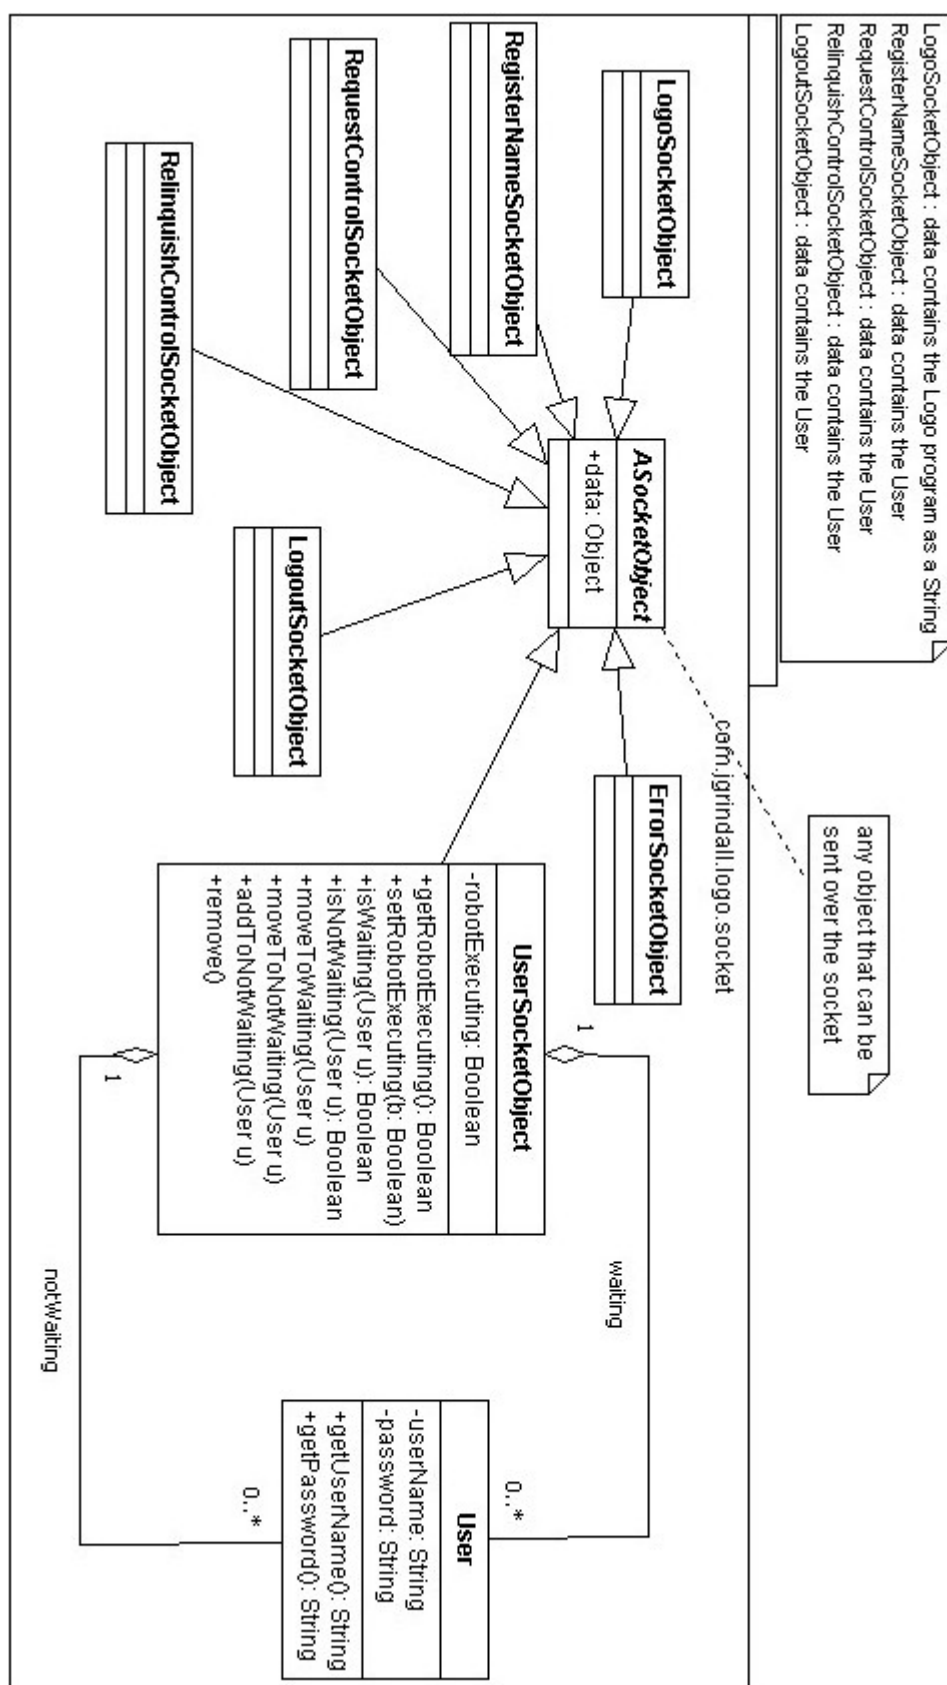 LogoSocketObject : data contains the Logo program as a String
RegisterNameSocketObject : data contains the User
RequestControlSocketObject : data contains the User
RelinquishControlSocketObject : data contains the User
LogoutSocketObject : data contains the User
any object that can be
sent over the socket
com.jgrindall.logo.socket
LogoSocketObject
ASocketObject
+data: Object
ErrorSocketObject
RegisterNameSocketObject
RequestControlSocketObject
RelinquishControlSocketObject
LogoutSocketObject
UserSocketObject
-robotExecuting: Boolean
+getRobotExecuting(): Boolean
+setRobotExecuting(b: Boolean)
+isWaiting(User u): Boolean
+isNotWaiting(User u): Boolean
+moveToWaiting(User u)
+moveToNotWaiting(User u)
+addToNotWaiting(User u)
+remove()
1
waiting
0..*
User
-userName: String
-password: String
+getUserName(): String
+getPassword(): String
1
notWaiting
0..*